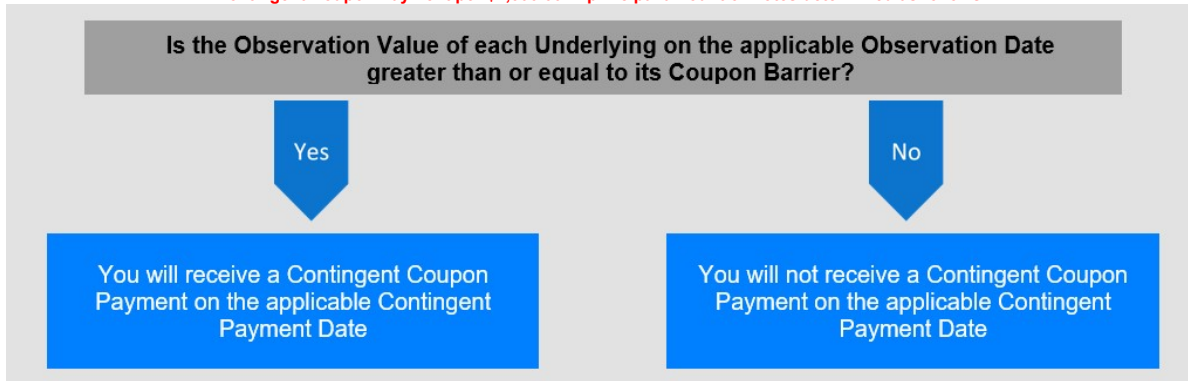 Is the Observation Value of each Underlying on the applicable Observation Date
greater than or equal to its Coupon Barrier?
Yes
No
You will receive a Contingent Coupon
Payment on the applicable Contingent
Payment Date
You will not receive a Contingent Coupon
Payment on the applicable Contingent
Payment Date